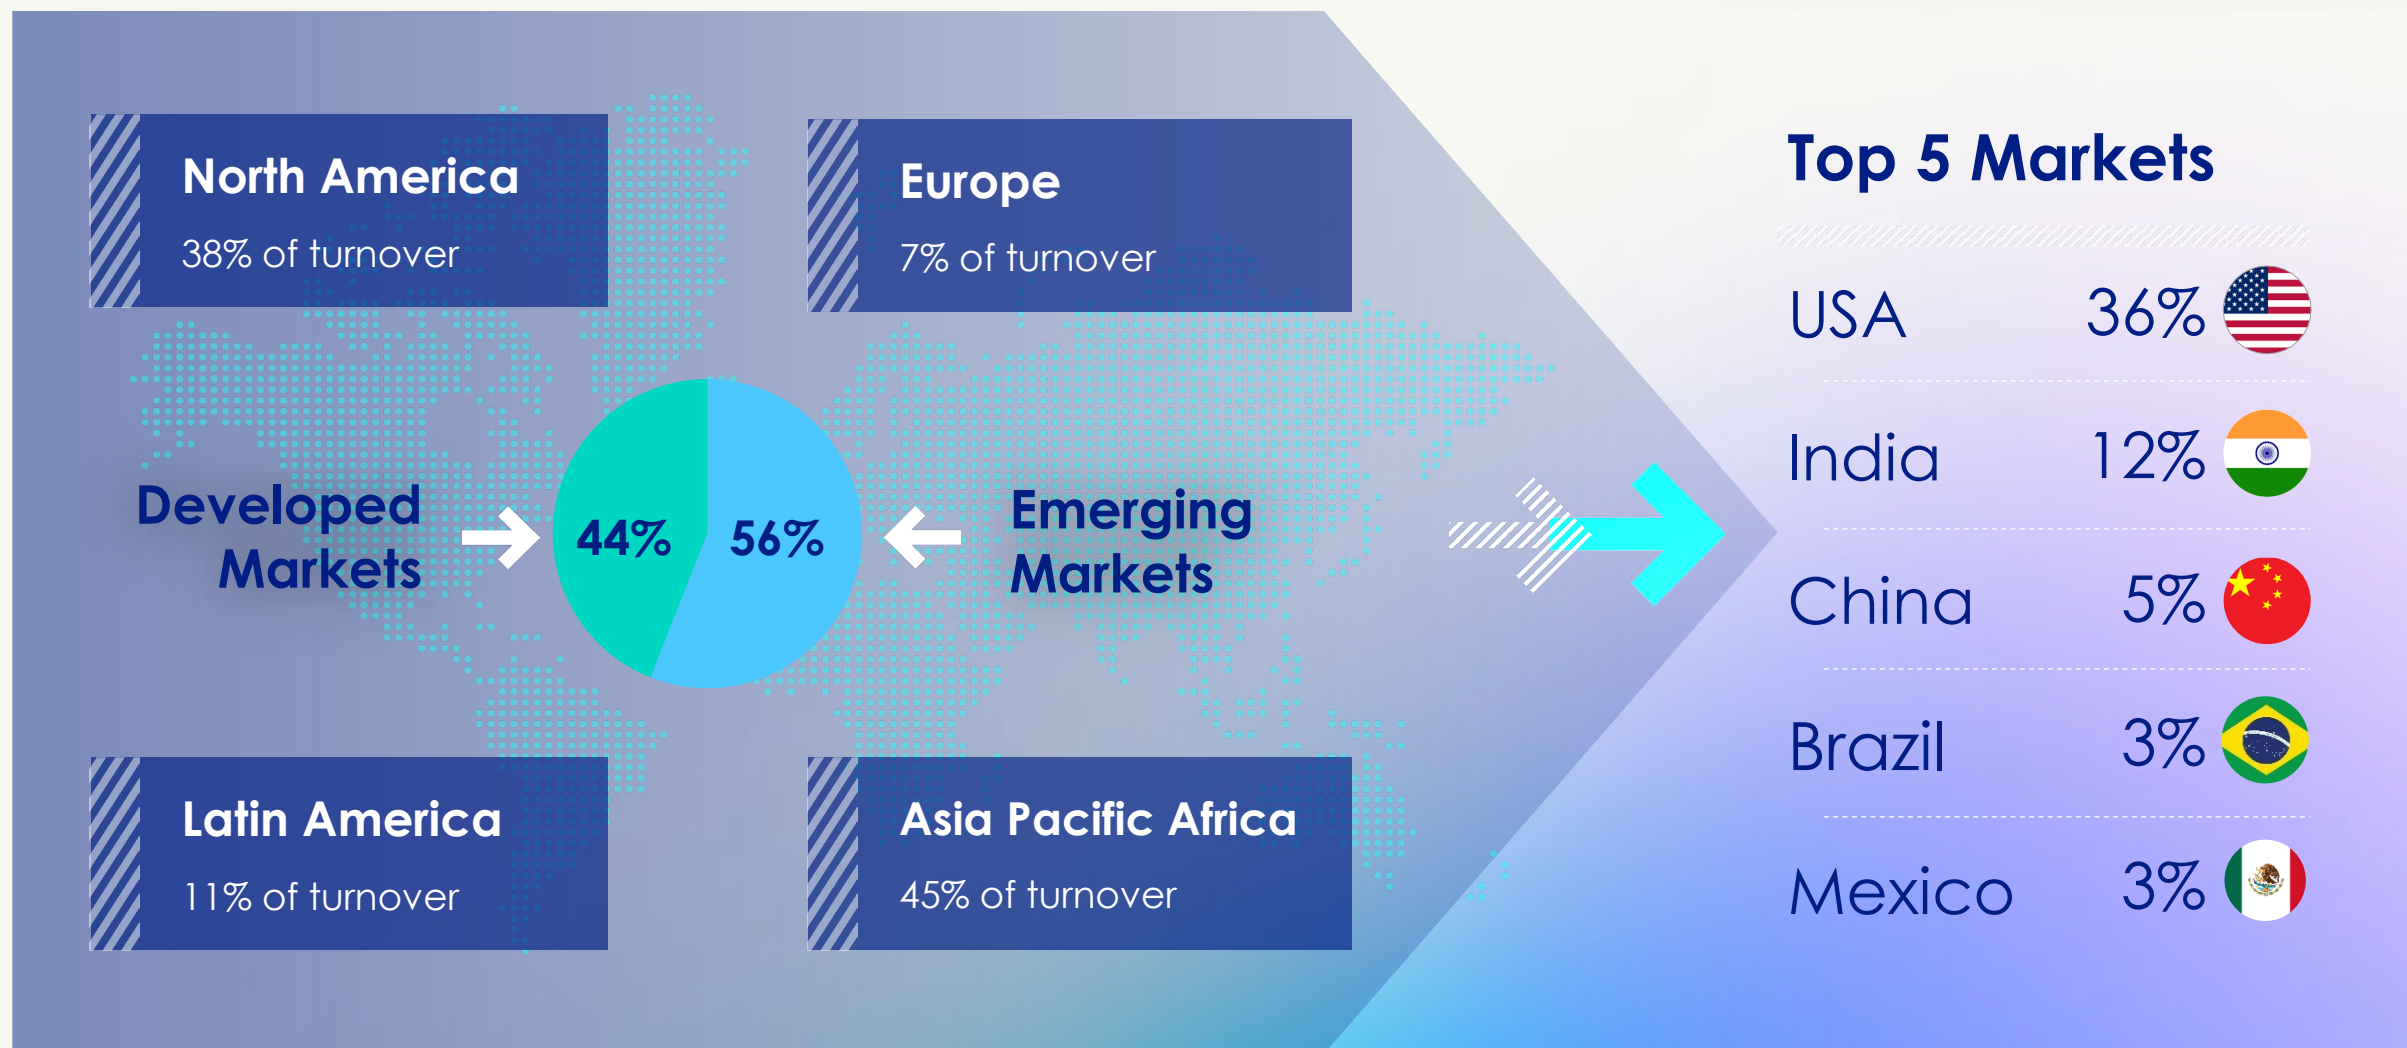 North America
38% of turnover
Europe
7% of turnover
Developed
Markets
44%
56%
Emerging
Markets
Latin America
11% of turnover
Asia Pacific Africa
45% of turnover
Top 5 Markets
USA 36%
India 12%
China 5%
Brazil 3%
Mexico 3%